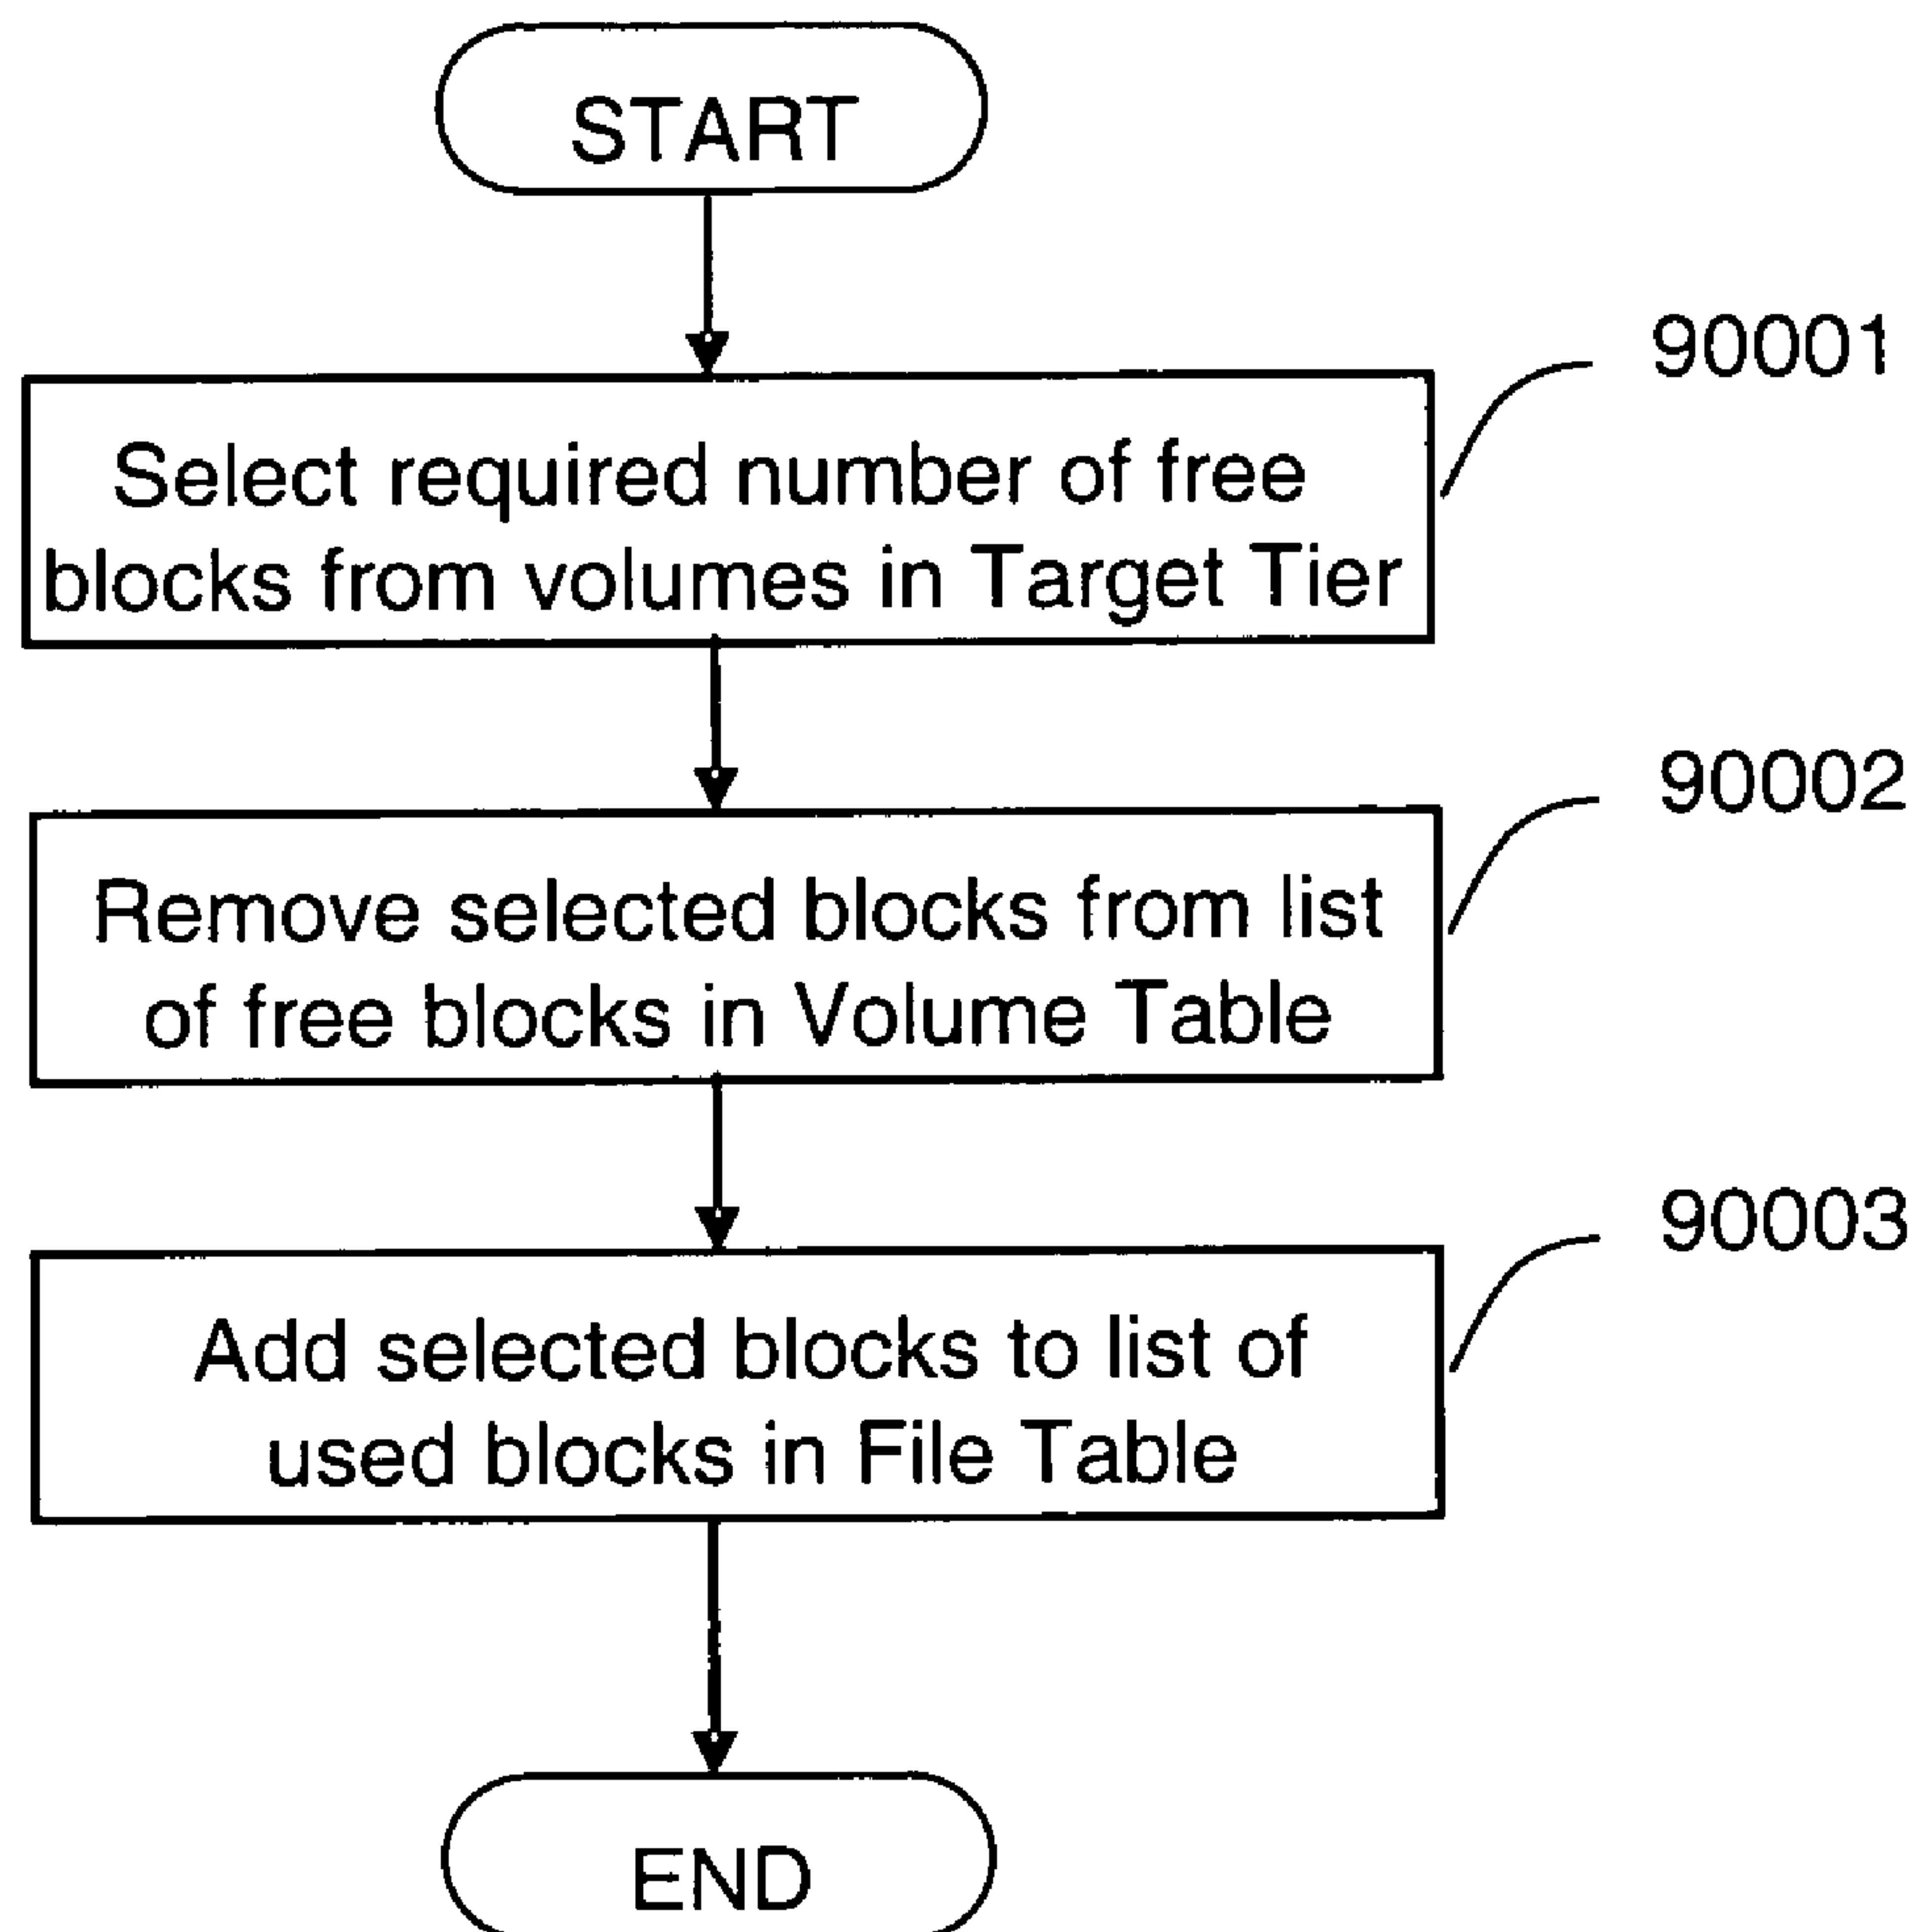 START
90001
Select required number of free
blocks from volumes in Target Tier
90002
Remove selected blocks from list
of free blocks in Volume Table
90003
Add selected blocks to list of
used blocks in File Table
END